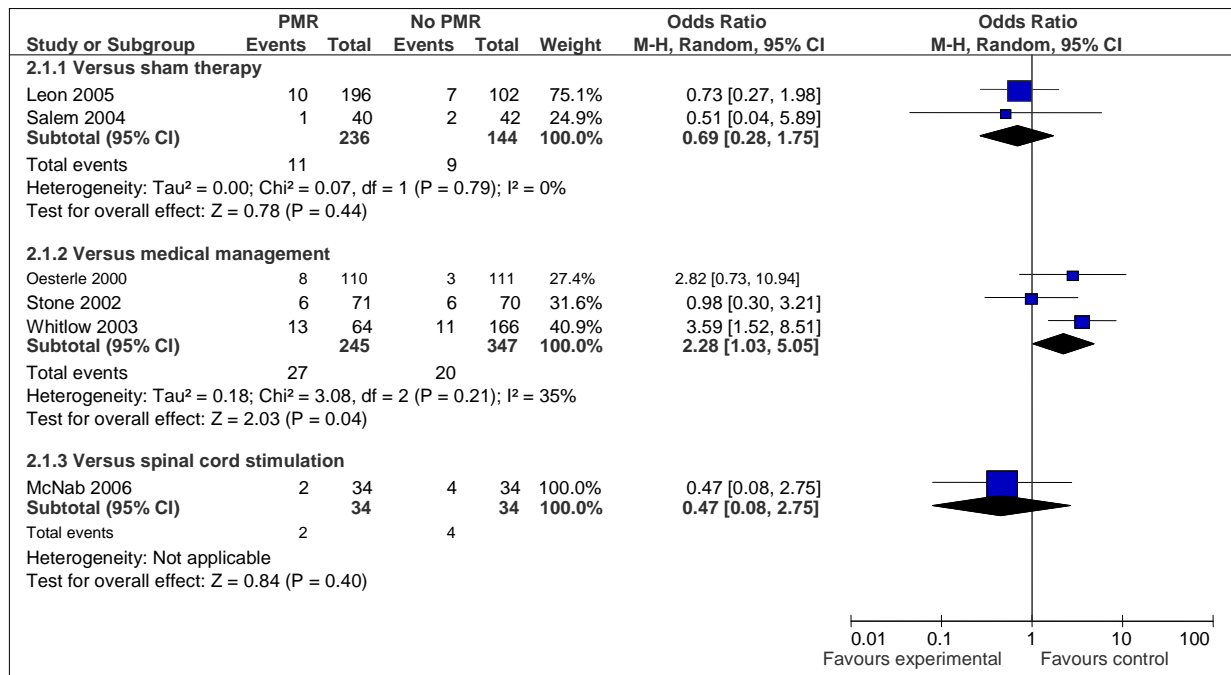 PMR No PMR Odds Ratio Odds Ratio
Study or Subgroup Events Total Events Total Weight M-H, Random, 95% CI M-H, Random, 95% CI
2.1.1 Versus sham therapy
Leon 2005 10 196 7 102 75.1% 0.73 [0.27, 1.98]
Salem 2004 1 40 2 42 24.9% 0.51 [0.04, 5.89]
Subtotal (95% CI) 236 144 100.0% 0.69 [0.28, 1.75]
Total events 11 9
Heterogeneity: Tau² = 0.00; Chi² = 0.07, df = 1 (P = 0.79); I² = 0%
Test for overall effect: Z = 0.78 (P = 0.44)
2.1.2 Versus medical management
Oesterle 2000 8 110 3 111 27.4% 2.82 [0.73, 10.94]
Stone 2002 6 71 6 70 31.6% 0.98 [0.30, 3.21]
Whitlow 2003 13 64 11 166 40.9% 3.59 [1.52, 8.51]
Subtotal (95% CI) 245 347 100.0% 2.28 [1.03, 5.05]
Total events 27 20
Heterogeneity: Tau² = 0.18; Chi² = 3.08, df = 2 (P = 0.21); I² = 35%
Test for overall effect: Z = 2.03 (P = 0.04)
2.1.3 Versus spinal cord stimulation
McNab 2006 2 34 4 34 100.0% 0.47 [0.08, 2.75]
Subtotal (95% CI) 34 34 100.0% 0.47 [0.08, 2.75]
Total events 2 4
Heterogeneity: Not applicable
Test for overall effect: Z = 0.84 (P = 0.40)
0.01 0.1 1 10 100
Favours experimental Favours control